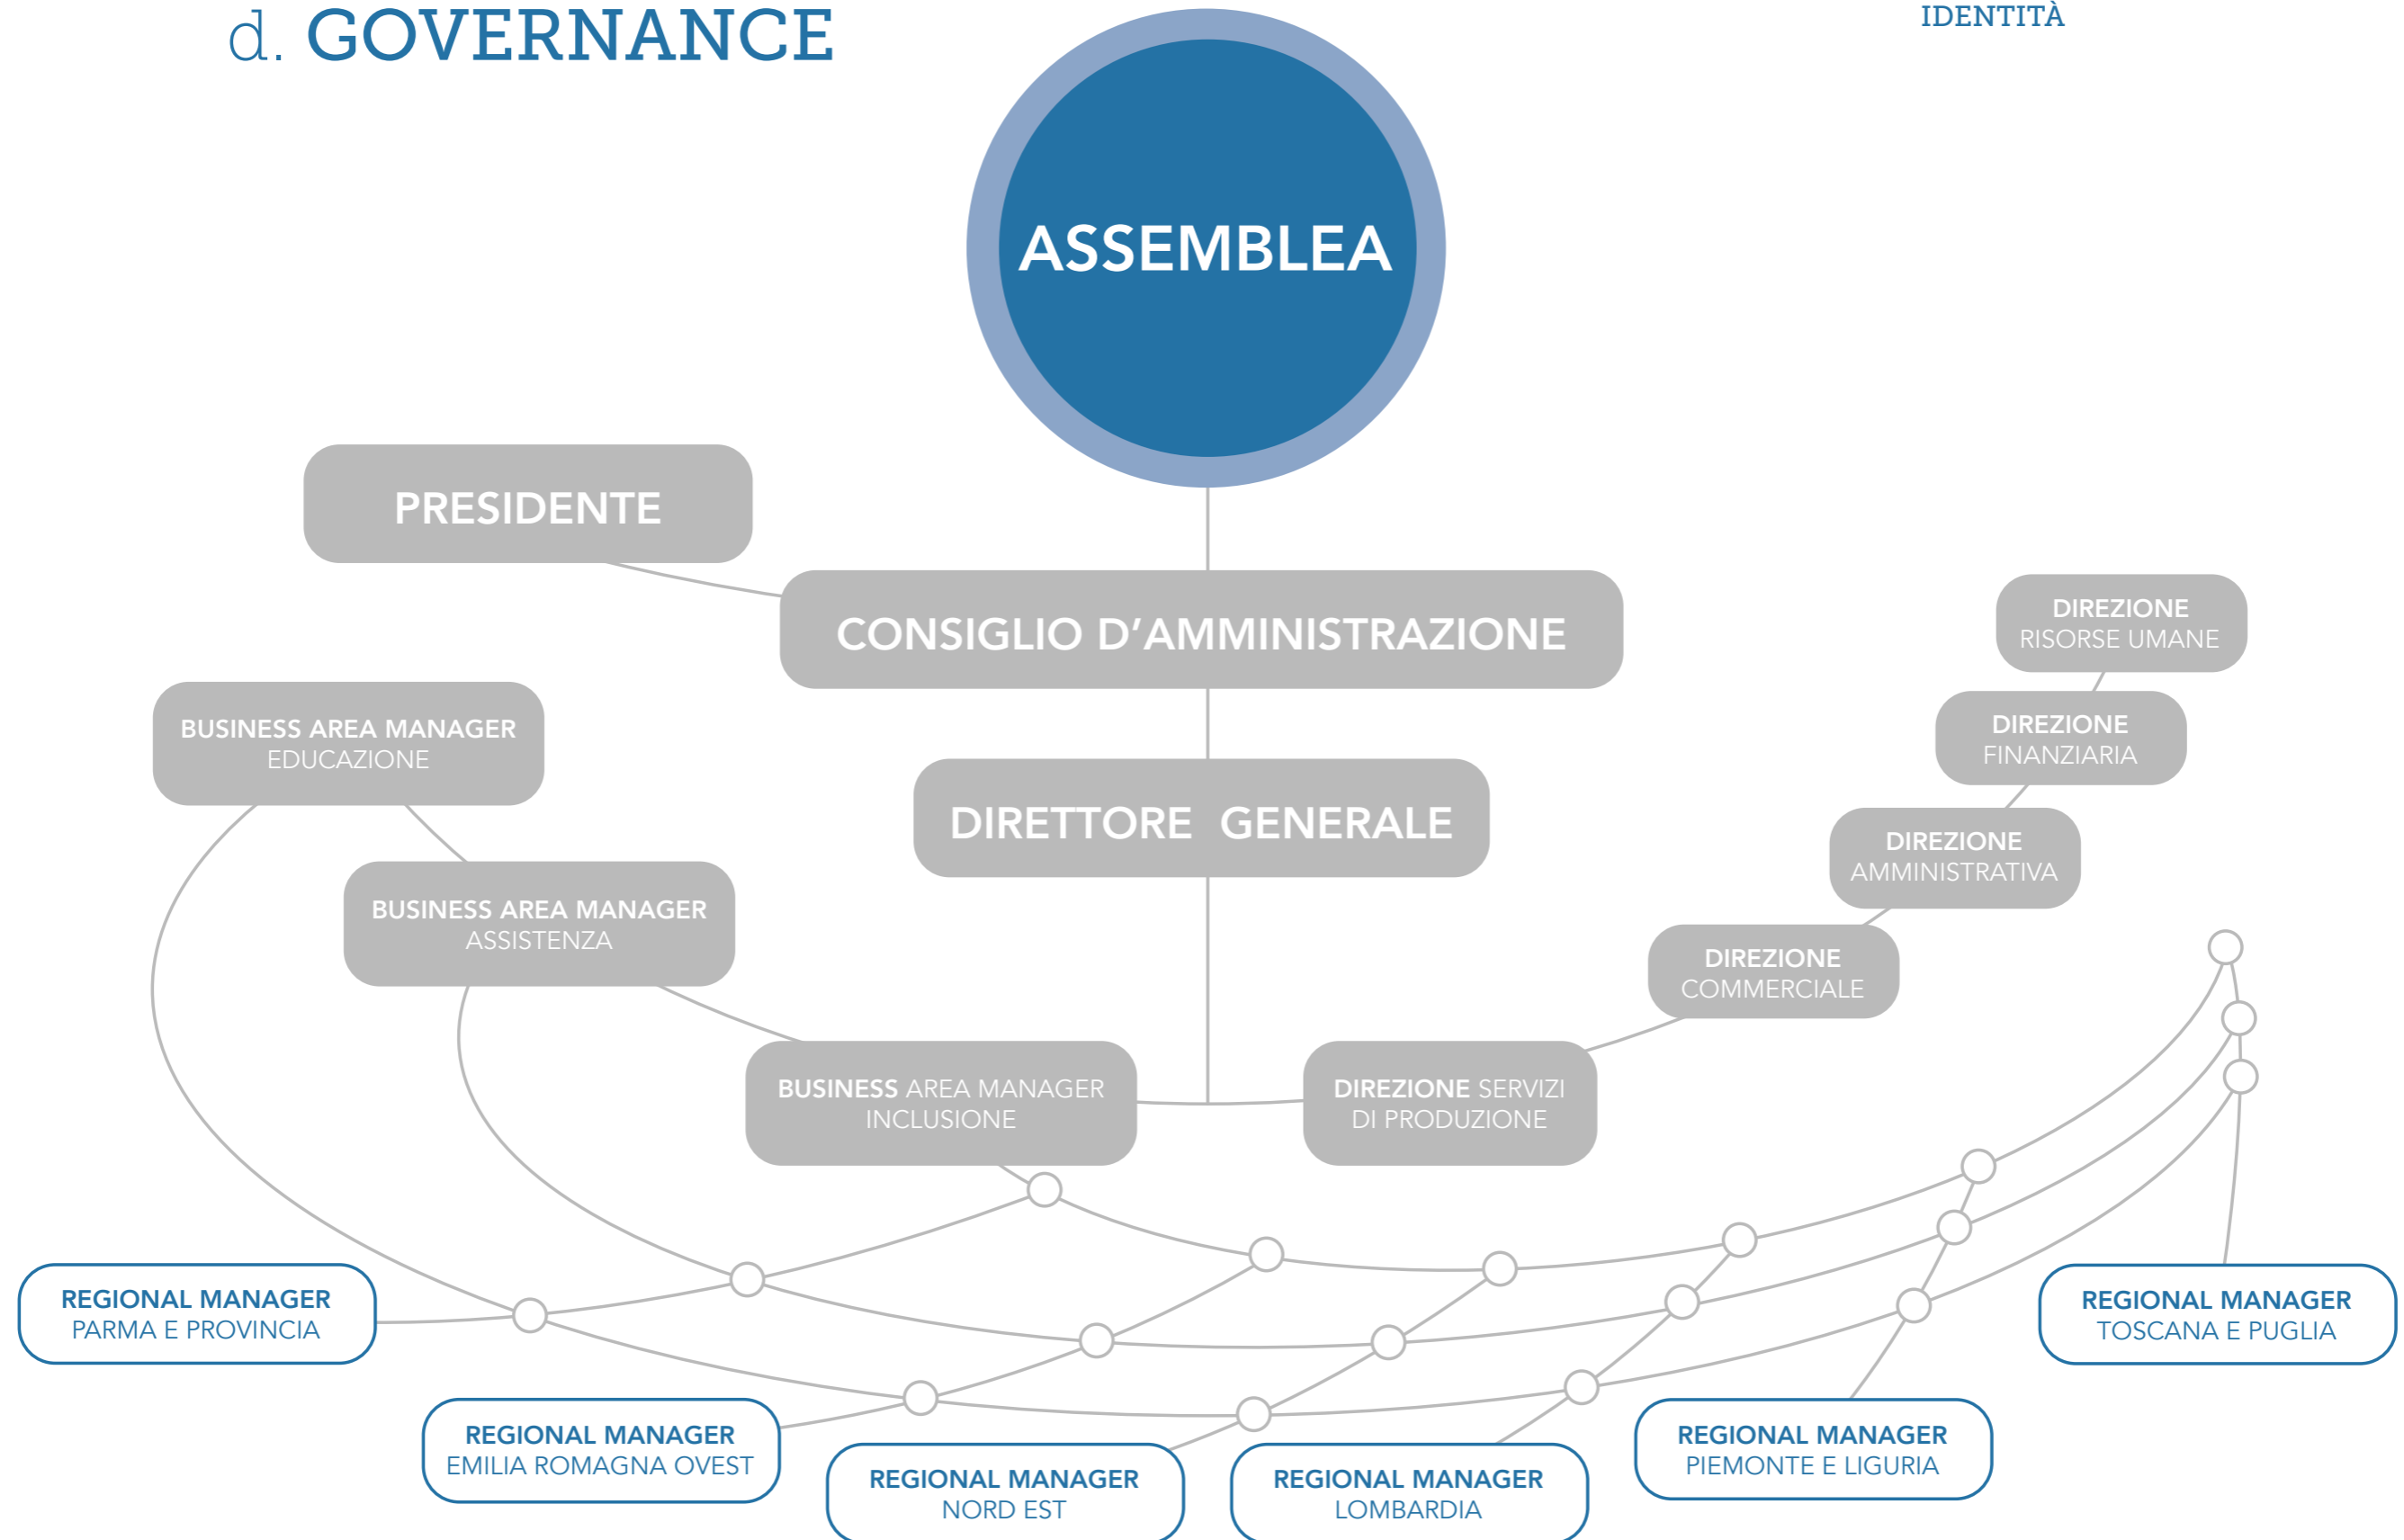 d. GOVERNANCE
IDENTITÀ
ASSEMBLEA
PRESIDENTE
CONSIGLIO D’AMMINISTRAZIONE
DIREZIONE
RISORSE UMANE
BUSINESS AREA MANAGER
EDUCAZIONE
DIREZIONE
FINANZIARIA
DIRETTORE GENERALE
DIREZIONE
AMMINISTRATIVA
BUSINESS AREA MANAGER
ASSISTENZA
DIREZIONE
COMMERCIALE
BUSINESS AREA MANAGER
INCLUSIONE
DIREZIONE SERVIZI
DI PRODUZIONE
REGIONAL MANAGER
PARMA E PROVINCIA
REGIONAL MANAGER
TOSCANA E PUGLIA
REGIONAL MANAGER
EMILIA ROMAGNA OVEST
REGIONAL MANAGER
NORD EST
REGIONAL MANAGER
LOMBARDIA
REGIONAL MANAGER
PIEMONTE E LIGURIA